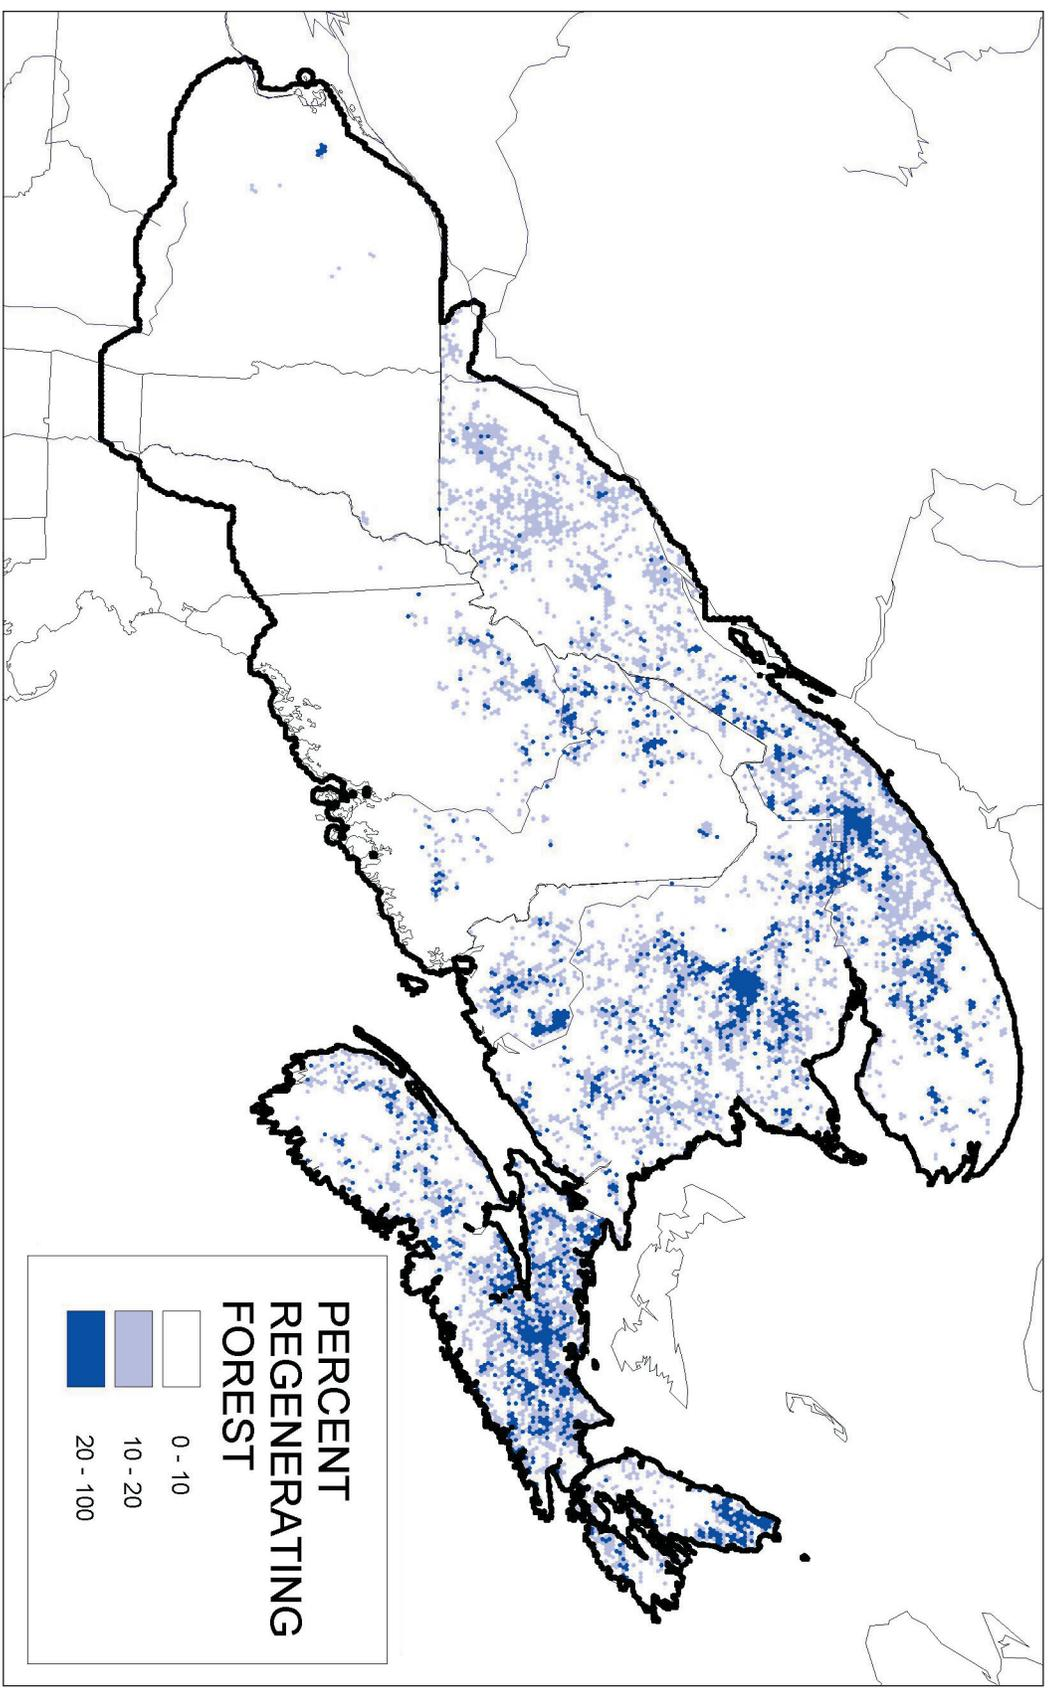 PERCENT
REGENERATING
FOREST
0 - 10
10 - 20
20 - 100